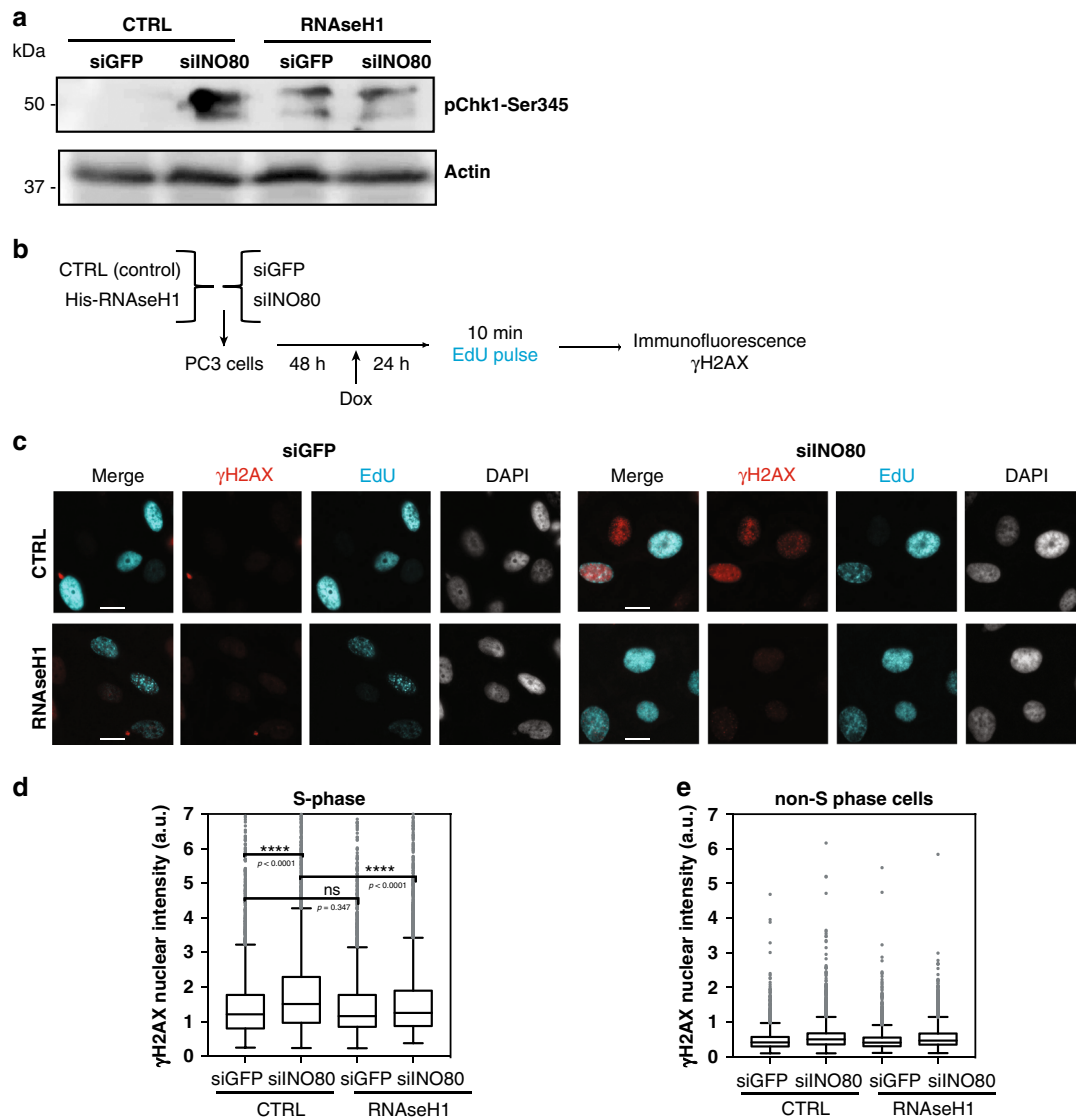 a
CTRL RNAseH1
kDa
siGFP siINO80 siGFP siINO80
50 - pChk1-Ser345
37 - Actin
b
CTRL (control) siGFP
His-RNAseH1 siINO80
10 min
EdU pulse
Immunofluorescence
γH2AX
PC3 cells 48 h 24 h
Dox
c
siGFP siINO80
Merge γH2AX EdU DAPI Merge γH2AX EdU DAPI
CTRL
RNAseH1
d
S-phase
γH2AX nuclear intensity (a.u.)
7
6
5
4
3
2
1
0
****
p < 0.0001
****
p < 0.0001
ns
p = 0.347
siGFP siINO80 siGFP siINO80
CTRL RNAseH1
e
non-S phase cells
γH2AX nuclear intensity (a.u.)
7
6
5
4
3
2
1
0
siGFP siINO80 siGFP siINO80
CTRL RNAseH1